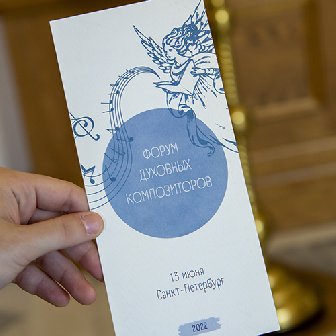 ФОРУМ
ДУХОВНЫХ
КОМПОЗИТОРОВ
13 июня
Санкт-Петербург
2022